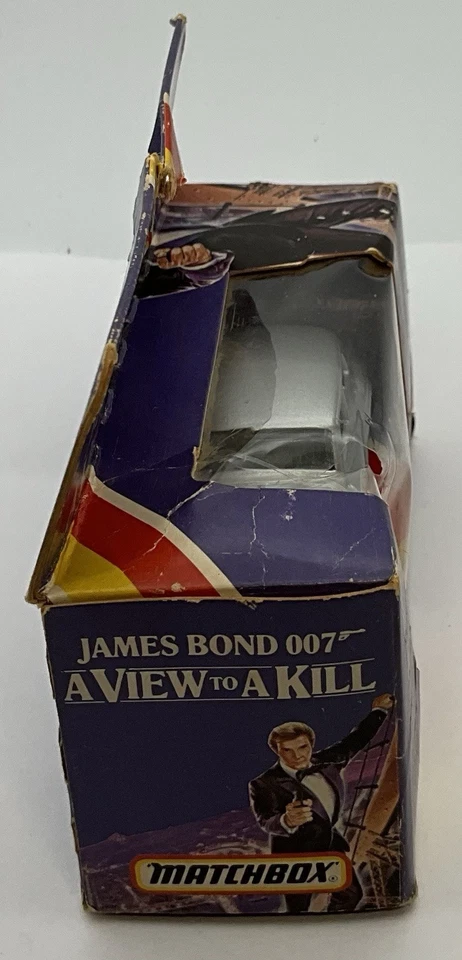 JAMES BOND 007
A VIEW TO A KILL
MATCHBOX®